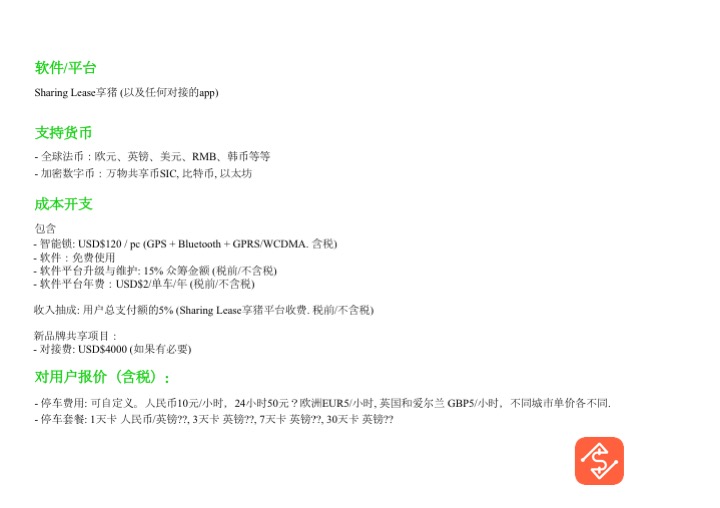 软件/平台
Sharing Lease享猪 (以及任何对接的app)
支持货币
- 全球法币：欧元、英镑、美元、RMB、韩币等等
- 加密数字币：万物共享币SIC, 比特币, 以太坊
成本开支
包含
- 智能锁: USD$120 / pc (GPS + Bluetooth + GPRS/WCDMA. 含税)
- 软件：免费使用
- 软件平台升级与维护: 15% 众筹金额 (税前/不含税)
- 软件平台年费：USD$2/单车/年 (税前/不含税)
收入抽成: 用户总支付额的5% (Sharing Lease享猪平台收费. 税前/不含税)
新品牌共享项目：
- 对接费: USD$4000 (如果有必要)
对用户报价（含税）：
- 停车费用: 可自定义。人民币10元/小时，24小时50元？欧洲EUR5/小时, 英国和爱尔兰 GBP5/小时，不同城市单价各不同.
- 停车套餐: 1天卡 人民币/英镑??, 3天卡 英镑??, 7天卡 英镑??, 30天卡 英镑??